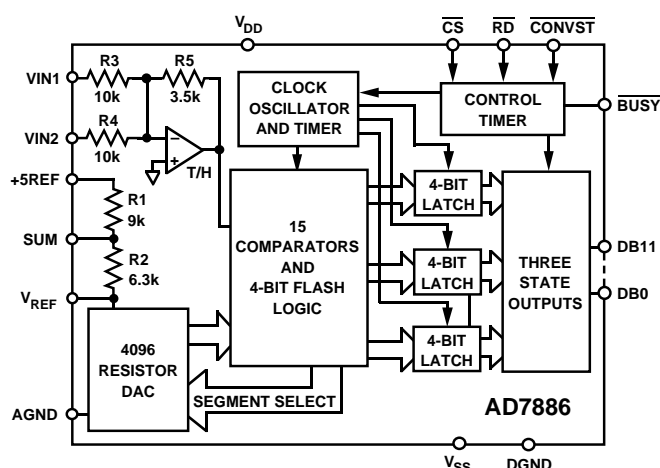 VDD
CS
RD
CONVST
VIN1
R3
10k
R5
3.5k
VIN2
R4
10k
−
+
T/H
CLOCK
OSCILLATOR
AND TIMER
CONTROL
TIMER
BUSY
+5REF
R1
9k
SUM
R2
6.3k
VREF
15
COMPARATORS
AND
4-BIT FLASH
LOGIC
4-BIT
LATCH
4-BIT
LATCH
4-BIT
LATCH
THREE
STATE
OUTPUTS
DB11
DB0
4096
RESISTOR
DAC
SEGMENT SELECT
AGND
AD7886
VSS
DGND